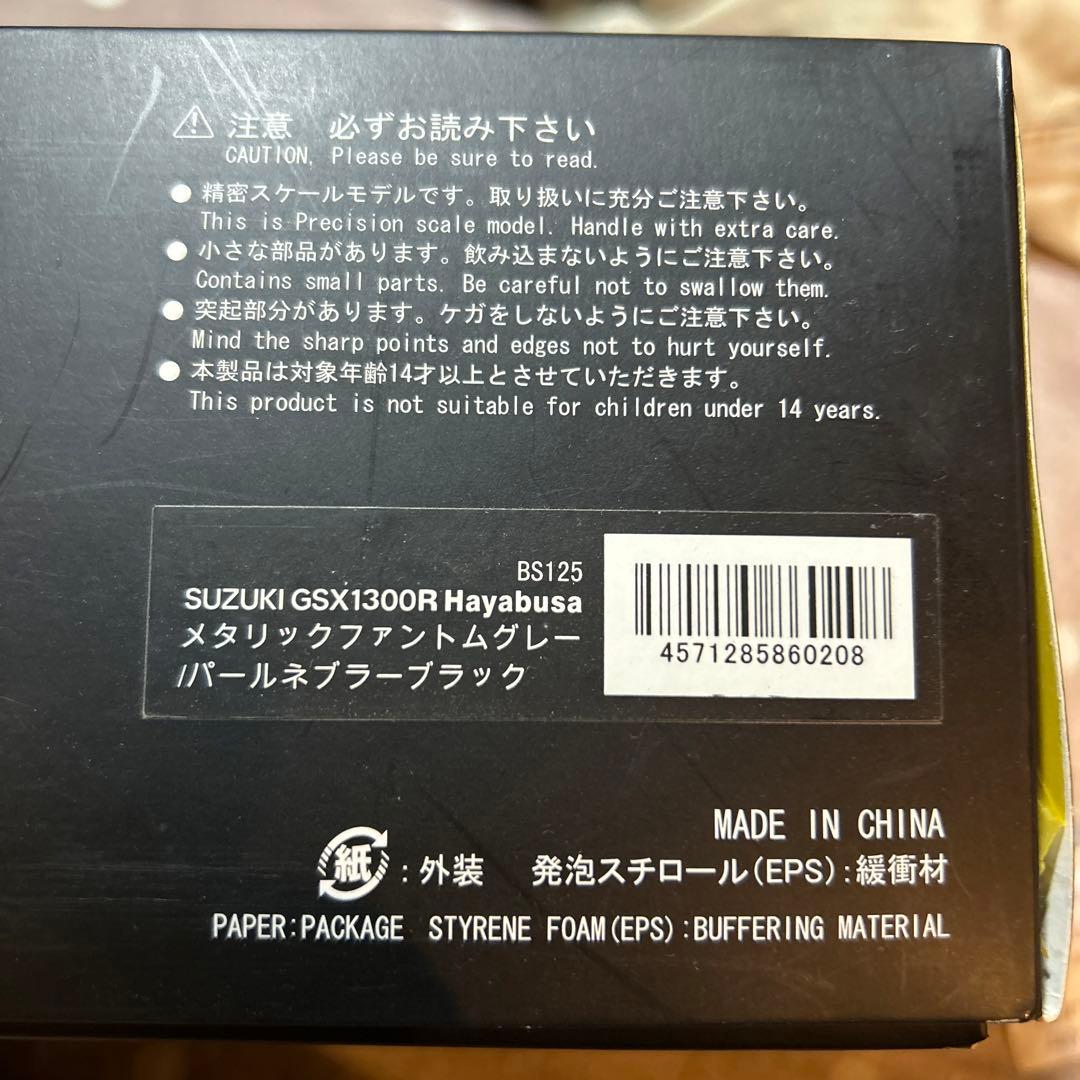 ⚠ 注意 必ずお読み下さい
CAUTION, Please be sure to read.
● 精密スケールモデルです。取り扱いに充分ご注意下さい。
This is Precision scale model. Handle with extra care.
● 小さな部品があります。飲み込まないようにご注意下さい。
Contains small parts. Be careful not to swallow them.
● 突起部分があります。ケガをしないようにご注意下さい。
Mind the sharp points and edges not to hurt yourself.
● 本製品は対象年齢14才以上とさせていただきます。
This product is not suitable for children under 14 years.
BS125
SUZUKI GSX1300R Hayabusa
メタリックファントムグレー
/パールネブラーブラック
4571285860208
MADE IN CHINA
紙：外装 発泡スチロール(EPS)：緩衝材
PAPER:PACKAGE STYRENE FOAM(EPS):BUFFERING MATERIAL